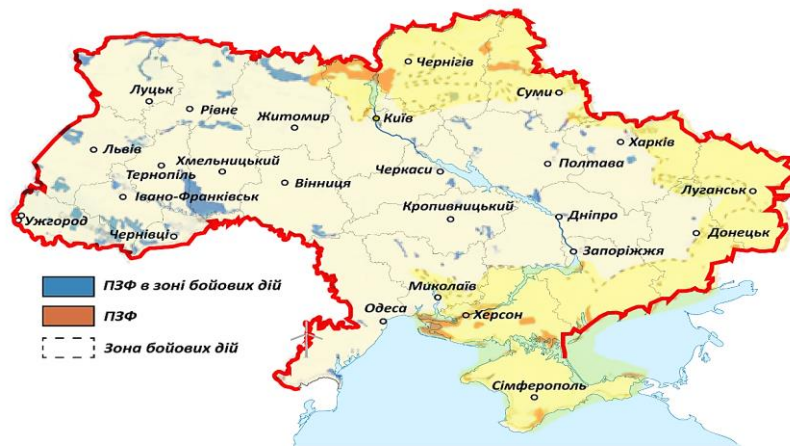 Чернігів
Луцьк
Рівне
Суми
Житомир
Київ
Львів
Харків
Хмельницький
Тернопіль
Черкаси
Полтава
Вінниця
Івано-Франківськ
Луганськ
Ужгород
Кропивницький
Дніпро
Чернівці
Донецьк
Запоріжжя
ПЗФ в зоні бойових дій
Миколаїв
ПЗФ
Одеса
Херсон
Зона бойових дій
Сімферополь